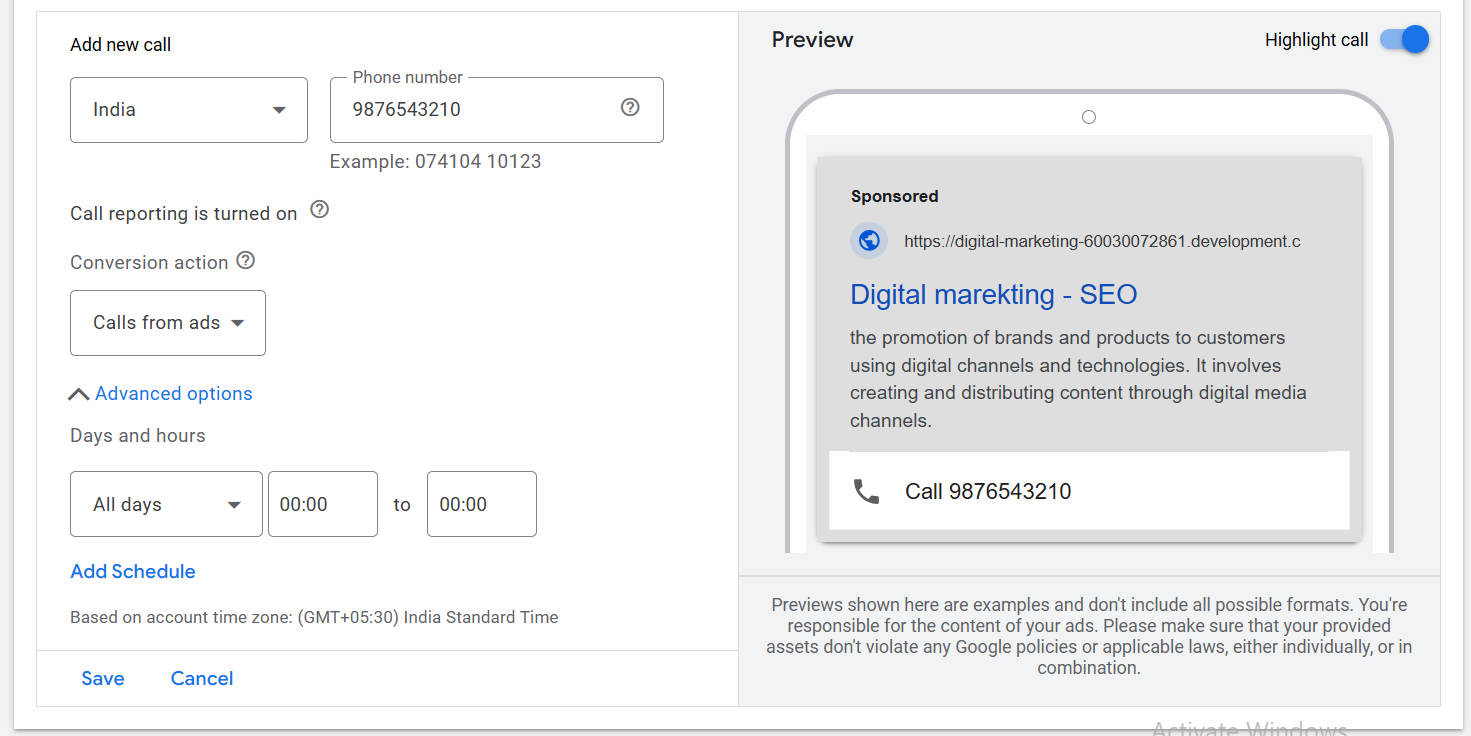 Add new call
India
Phone number
9876543210
Example: 074104 10123
Call reporting is turned on
Conversion action
Calls from ads
Advanced options
Days and hours
All days 00:00 to 00:00
Add Schedule
Based on account time zone: (GMT+05:30) India Standard Time
Save Cancel
Preview
Highlight call
Sponsored
https://digital-marketing-60030072861.development.c
Digital marekting - SEO
the promotion of brands and products to customers
using digital channels and technologies. It involves
creating and distributing content through digital media
channels.
Call 9876543210
Previews shown here are examples and don't include all possible formats. You're
responsible for the content of your ads. Please make sure that your provided
assets don't violate any Google policies or applicable laws, either individually, or in
combination.
Activate Windows